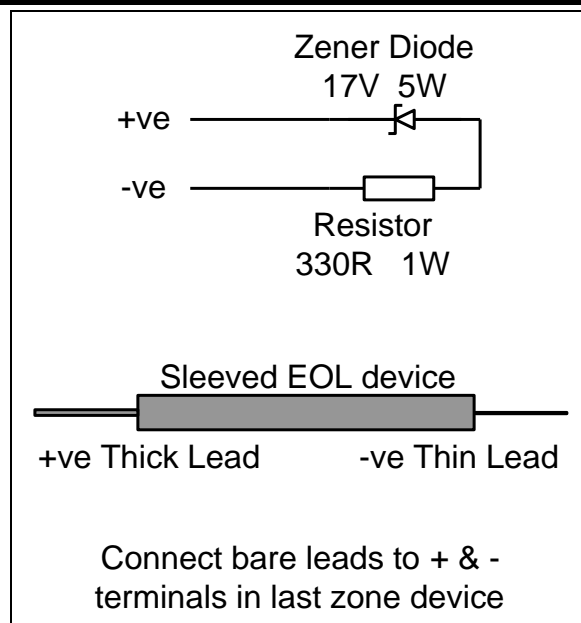 Zener Diode
17V 5W
+ve
-ve
Resistor
330R 1W
Sleeved EOL device
+ve Thick Lead -ve Thin Lead
Connect bare leads to + & -
terminals in last zone device